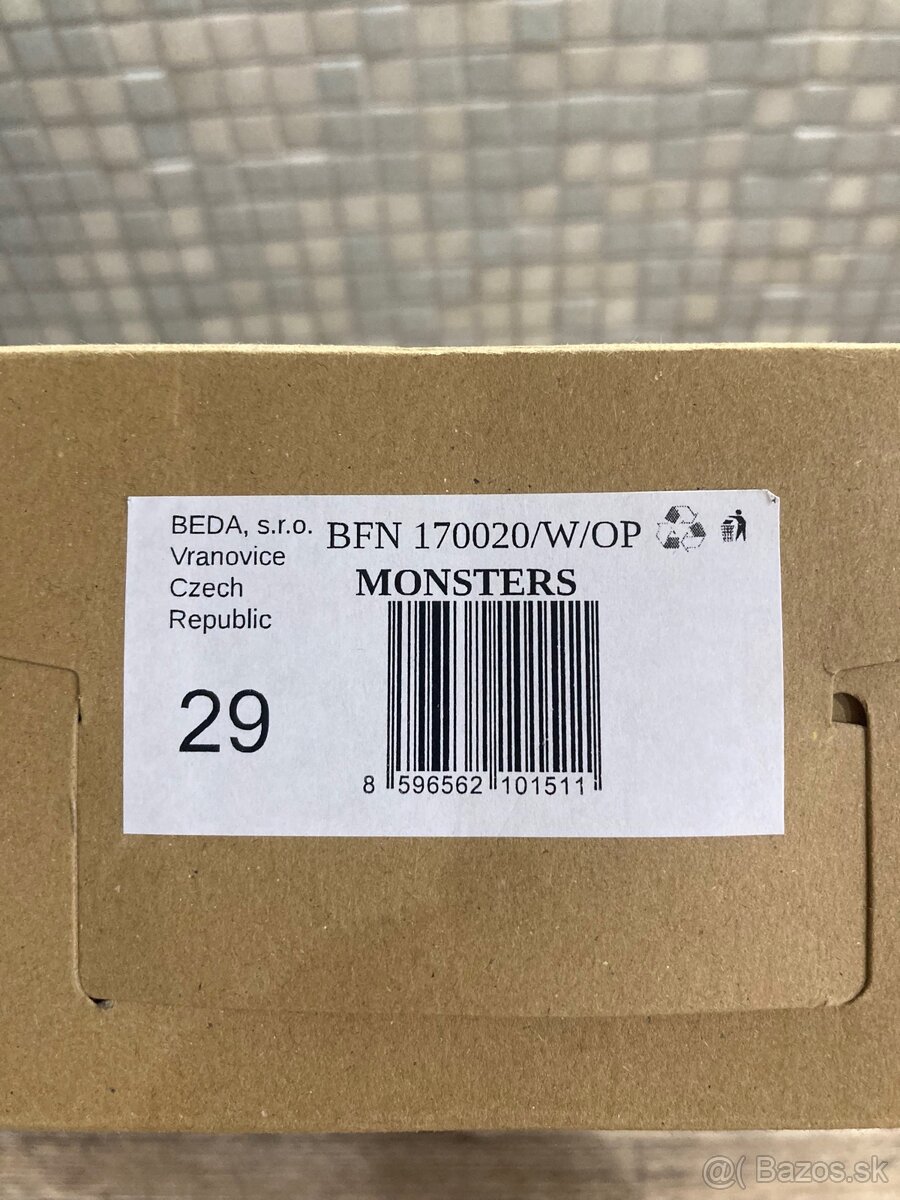 BEDA, s.r.o.
Vranovice
Czech
Republic
BFN 170020/W/OP
MONSTERS
29
8 596562 101511
@( Bazos.sk